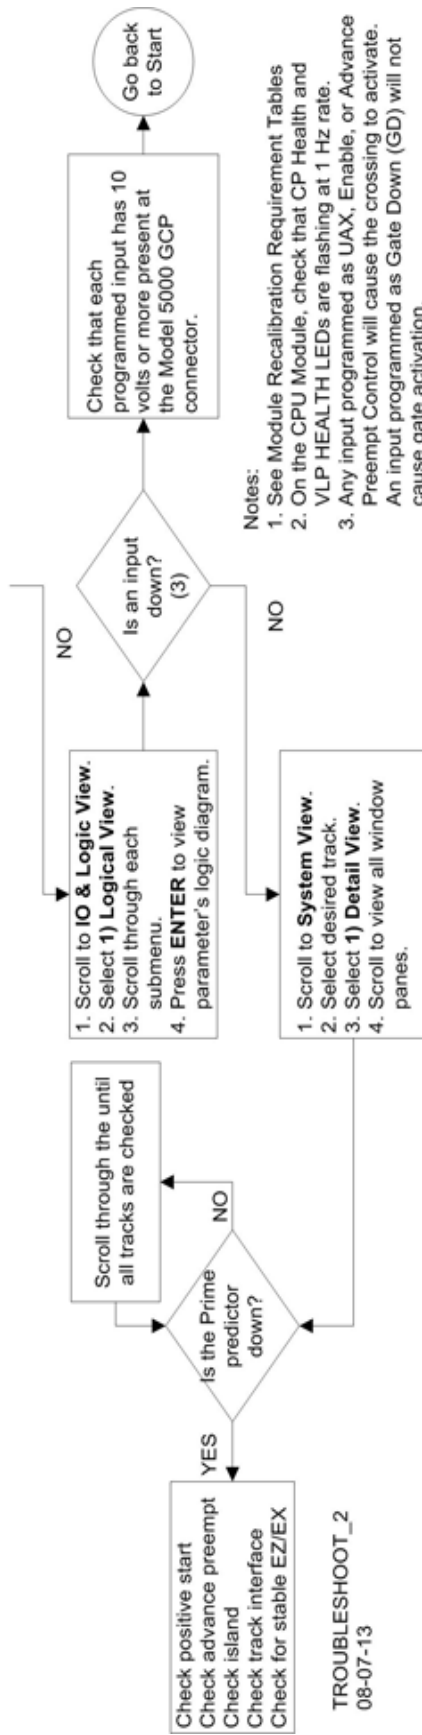 NO
1. Scroll to IO & Logic View.
2. Select 1) Logical View.
3. Scroll through each
submenu.
4. Press ENTER to view
parameter's logic diagram.
Is an input
down?
(3)
Check that each
programmed input has 10
volts or more present at
the Model 5000 GCP
connector.
Go back
to Start
NO
1. Scroll to System View.
2. Select desired track.
3. Select 1) Detail View.
4. Scroll to view all window
panes.
Is the Prime
predictor
down?
NO
Scroll through the until
all tracks are checked
YES
Check positive start
Check advance preempt
Check island
Check track interface
Check for stable EZ/EX
Notes:
1. See Module Recalibration Requirement Tables
2. On the CPU Module, check that CP Health and
VLP HEALTH LEDs are flashing at 1 Hz rate.
3. Any input programmed as UAX, Enable, or Advance
Preempt Control will cause the crossing to activate.
An input programmed as Gate Down (GD) will not
cause gate activation.
TROUBLESHOOT_2
08-07-13